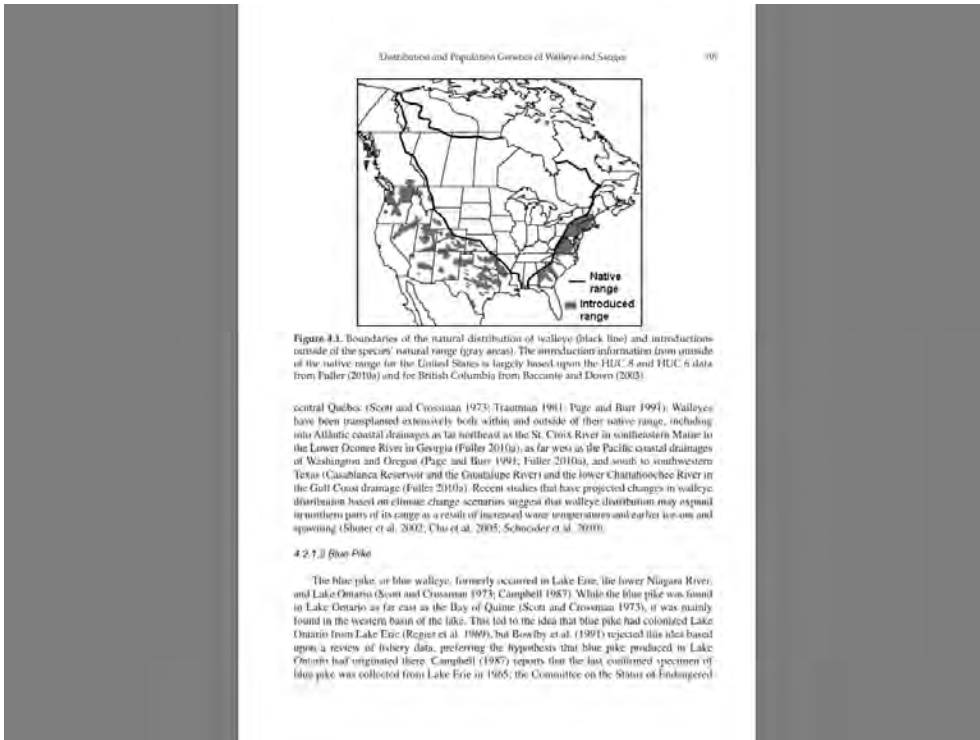 Distribution and Population Genetics of Walleye and Sauger
Native
range
Introduced
range
Figure 4.1. Boundaries of the natural distribution of walleye (black line) and introductions
outside of the species' natural range (gray areas). The introduction information from outside
of the native range for the United States is largely based upon the HUC 8 and HUC 6 data
from Fuller (2010a) and for British Columbia from Baccante and Down (2003).
central Québec (Scott and Crossman 1973; Trautman 1981; Page and Burr 1991). Walleyes
have been transplanted extensively both within and outside of their native range, including
into Atlantic coastal drainages as far northeast as the St. Croix River in southeastern Maine to
the Lower Oconee River in Georgia (Fuller 2010a), as far west as the Pacific coastal drainages
of Washington and Oregon (Page and Burr 1991; Fuller 2010a), and south to southwestern
Texas (Casablanca Reservoir and the Guadalupe River) and the lower Chattahoochee River in
the Gulf Coast drainage (Fuller 2010a). Recent studies that have projected changes in walleye
distribution based on climate change scenarios suggest that walleye distribution may expand
in northern parts of its range as a result of increased water temperatures and earlier ice-out and
spawning (Shuter et al. 2002; Chu et al. 2005; Schneider et al. 2010).
Blue Pike
The blue pike, or blue walleye, formerly occurred in Lake Erie, the lower Niagara River,
and Lake Ontario (Scott and Crossman 1973; Campbell 1987). While the blue pike was found
in Lake Ontario as far east as the Bay of Quinte (Scott and Crossman 1973), it was mainly
found in the western basin of the lake. This led to the idea that blue pike had colonized Lake
Ontario from Lake Erie (Regier et al. 1969), but Bowlby et al. (1991) rejected this idea based
upon a review of fishery data, preferring the hypothesis that blue pike produced in Lake
Ontario had originated there. Campbell (1987) reports that the last confirmed specimen of
blue pike was collected from Lake Erie in 1965; the Committee on the Status of Endangered